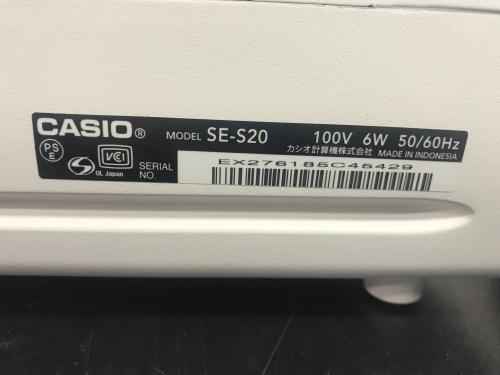 CASIO® MODEL SE-S20 100V 6W 50/60Hz
カシオ計算機株式会社 MADE IN INDONESIA
PS
E
VCI
S UL Japan
SERIAL
NO.
EX276185C45429